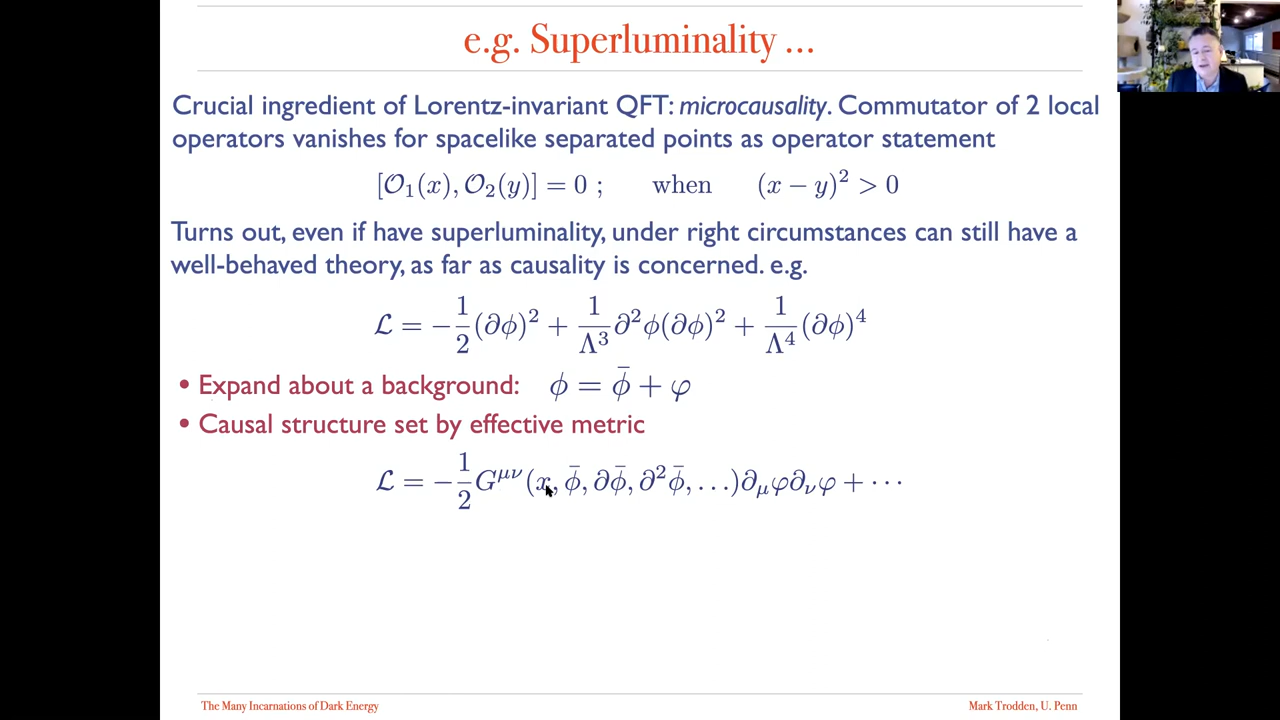 e.g. Superluminality ...
Crucial ingredient of Lorentz-invariant QFT: microcausality. Commutator of 2 local
operators vanishes for spacelike separated points as operator statement
[𝒪₁(x), 𝒪₂(y)] = 0 ; when (x − y)² > 0
Turns out, even if have superluminality, under right circumstances can still have a
well-behaved theory, as far as causality is concerned. e.g.
ℒ = −1/2(∂ϕ)² + 1/Λ³ ∂²ϕ(∂ϕ)² + 1/Λ⁴ (∂ϕ)⁴
• Expand about a background: ϕ = ϕ̄ + φ
• Causal structure set by effective metric
ℒ = −1/2 G^{μν}(x, ϕ̄, ∂ϕ̄, ∂²ϕ̄, …)∂_μφ∂_νφ + ⋯
The Many Incarnations of Dark Energy
Mark Trodden, U. Penn